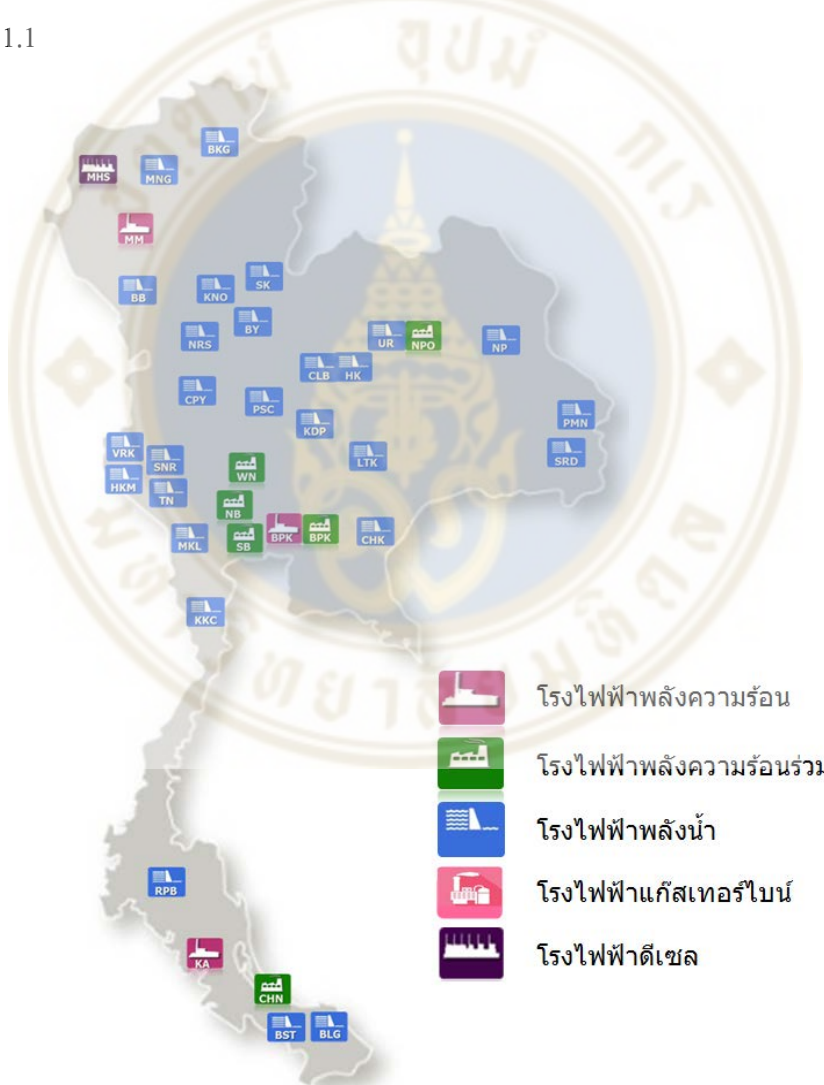 1.1
BKG
MHS
MNG
MM
BB
KNO
SK
BY
NRS
UR
NPO
NP
CLB
HK
CPY
PSC
KDP
PMN
VRK
SNR
WN
LTK
SRD
HKM
TN
NB
MKL
SB
BPK
BPK
CHK
KKC
โรงไฟฟ้าพลังความร้อน
โรงไฟฟ้าพลังความร้อนร่วม
โรงไฟฟ้าพลังน้ำ
โรงไฟฟ้าแก๊สเทอร์ไบน์
โรงไฟฟ้าดีเซล
RPB
KA
CHN
BST
BLG